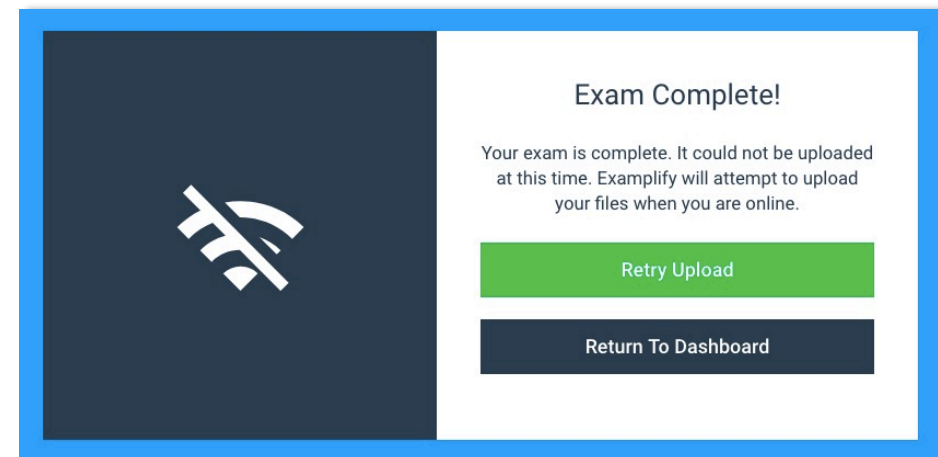 Exam Complete!
Your exam is complete. It could not be uploaded
at this time. Examplify will attempt to upload
your files when you are online.
Retry Upload
Return To Dashboard